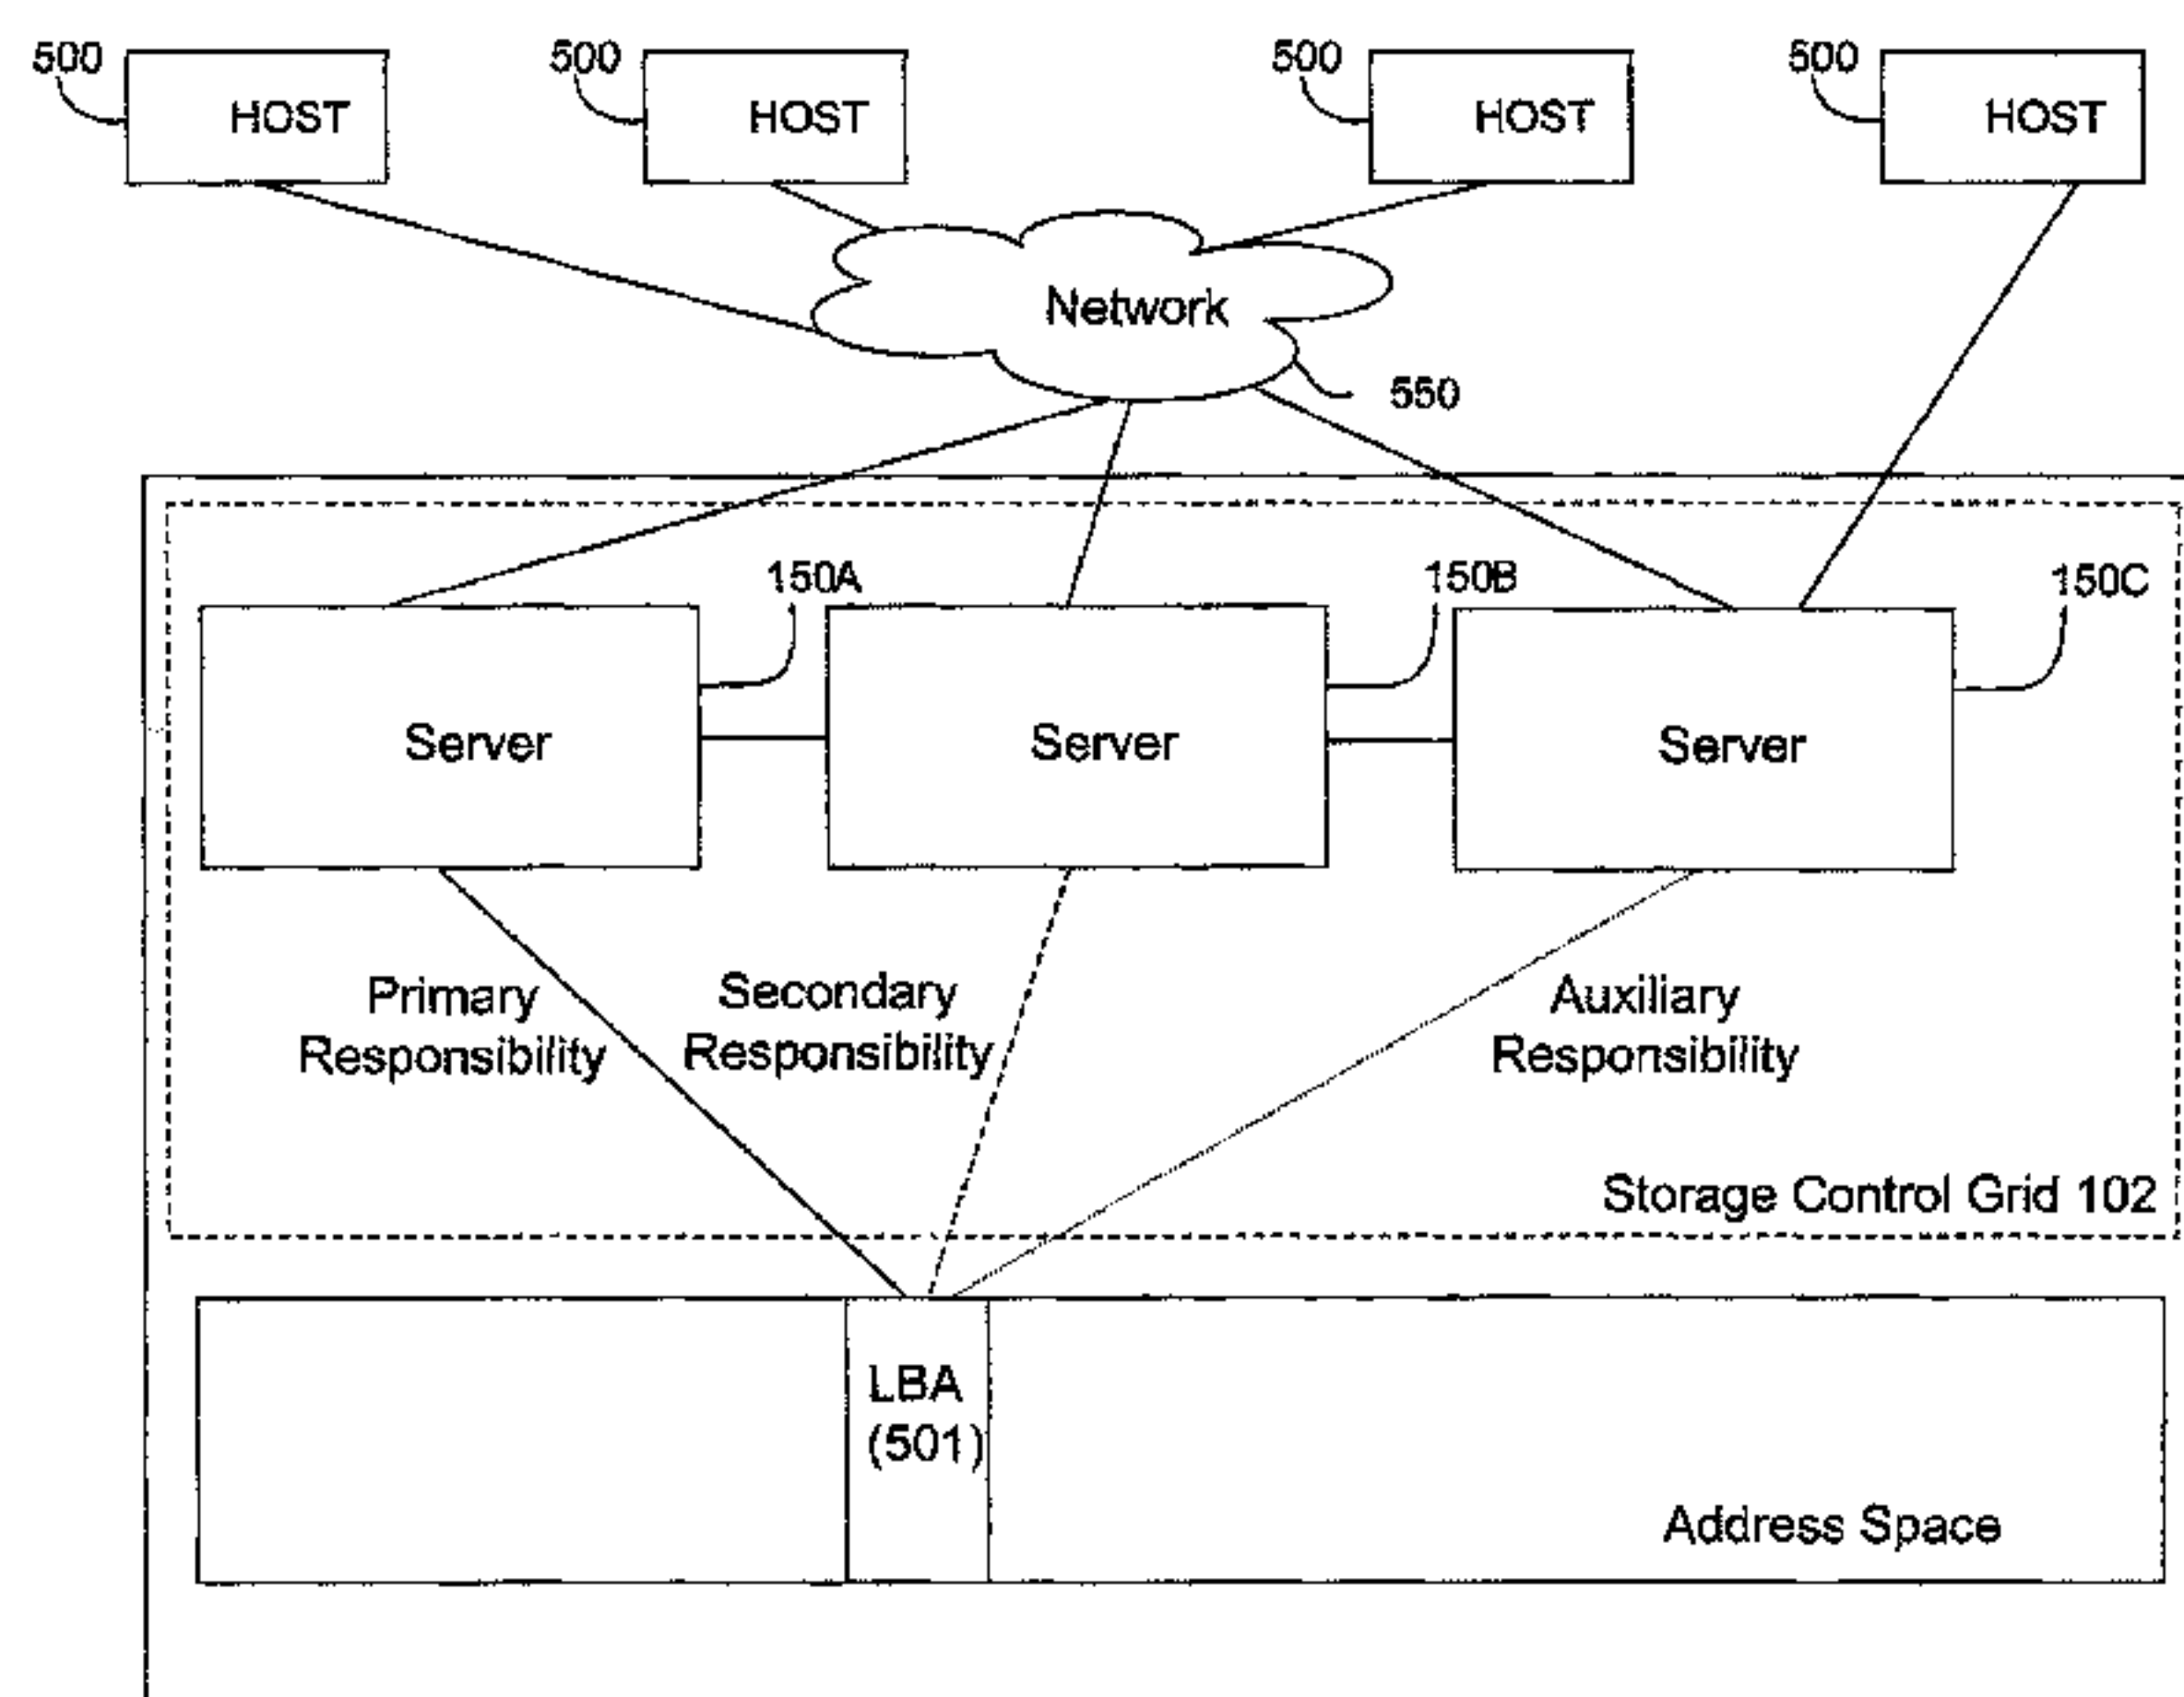 500
HOST
500
HOST
500
HOST
500
HOST
Network
550
150A
150B
150C
Server
Server
Server
Primary
Responsibility
Secondary
Responsibility
Auxiliary
Responsibility
Storage Control Grid 102
LBA
(501)
Address Space